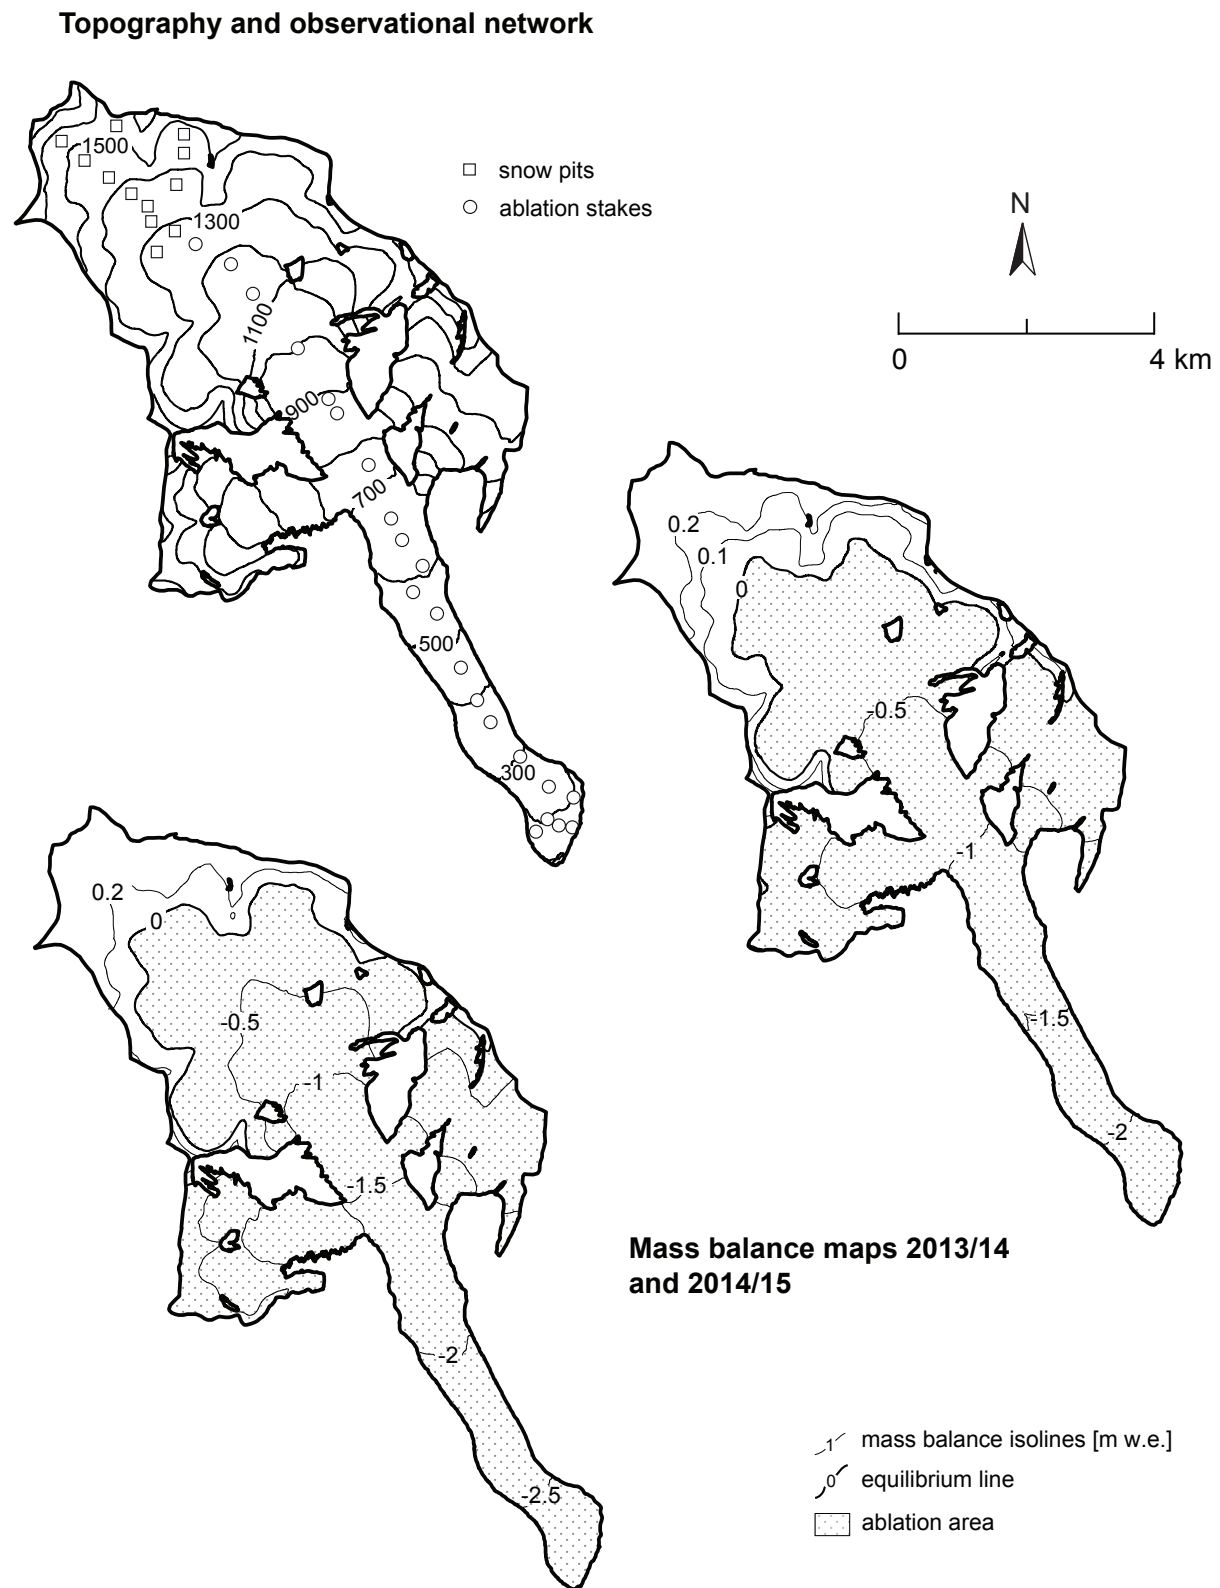 Topography and observational network
1500
1300
1100
900
700
500
300
snow pits
ablation stakes
N
0
4 km
0.2
0.1
0
-0.5
-1
-1.5
-2
0.2
0
-0.5
-1
-1.5
-2
-2.5
Mass balance maps 2013/14
and 2014/15
1
mass balance isolines [m w.e.]
0
equilibrium line
ablation area